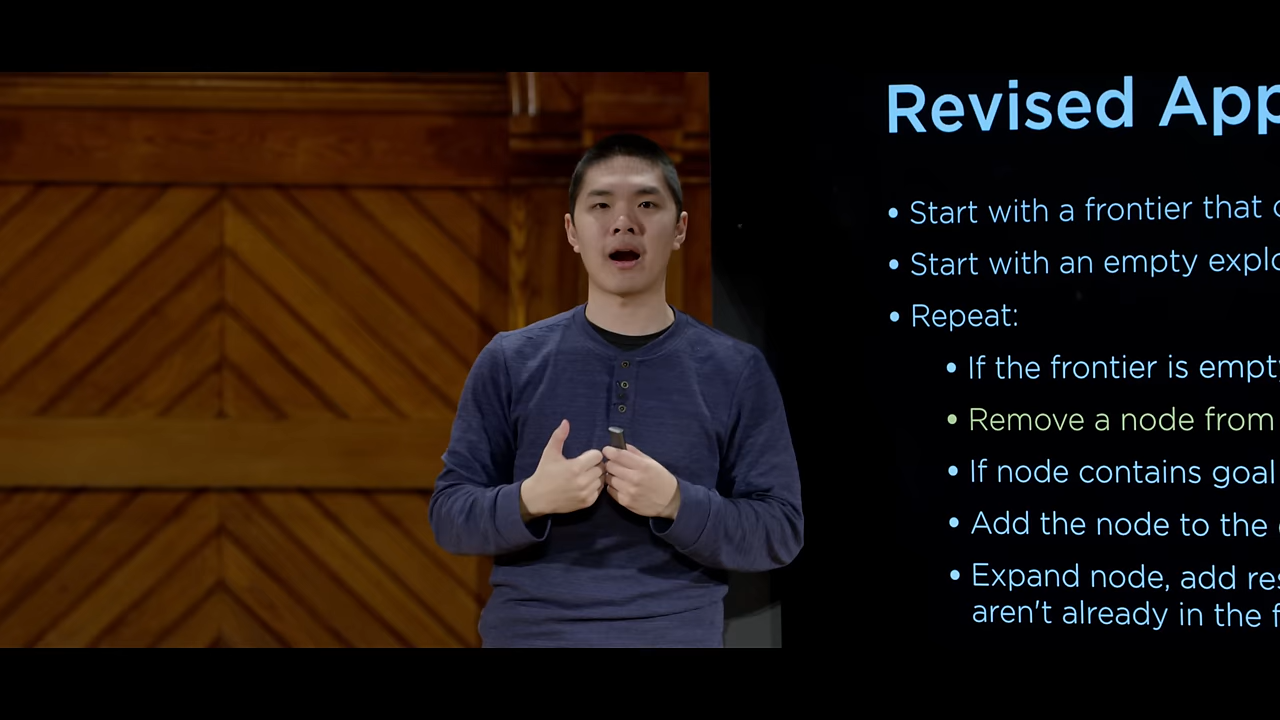 Revised App
• Start with a frontier that
• Start with an empty explo
• Repeat:
• If the frontier is empt
• Remove a node from
• If node contains goal
• Add the node to the
• Expand node, add res
aren't already in the f